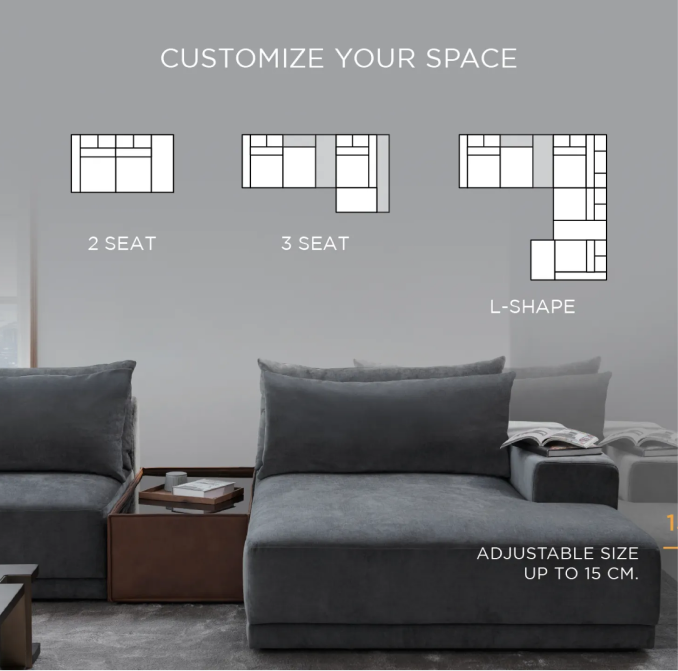 CUSTOMIZE YOUR SPACE
2 SEAT
3 SEAT
L-SHAPE
ADJUSTABLE SIZE
UP TO 15 CM.